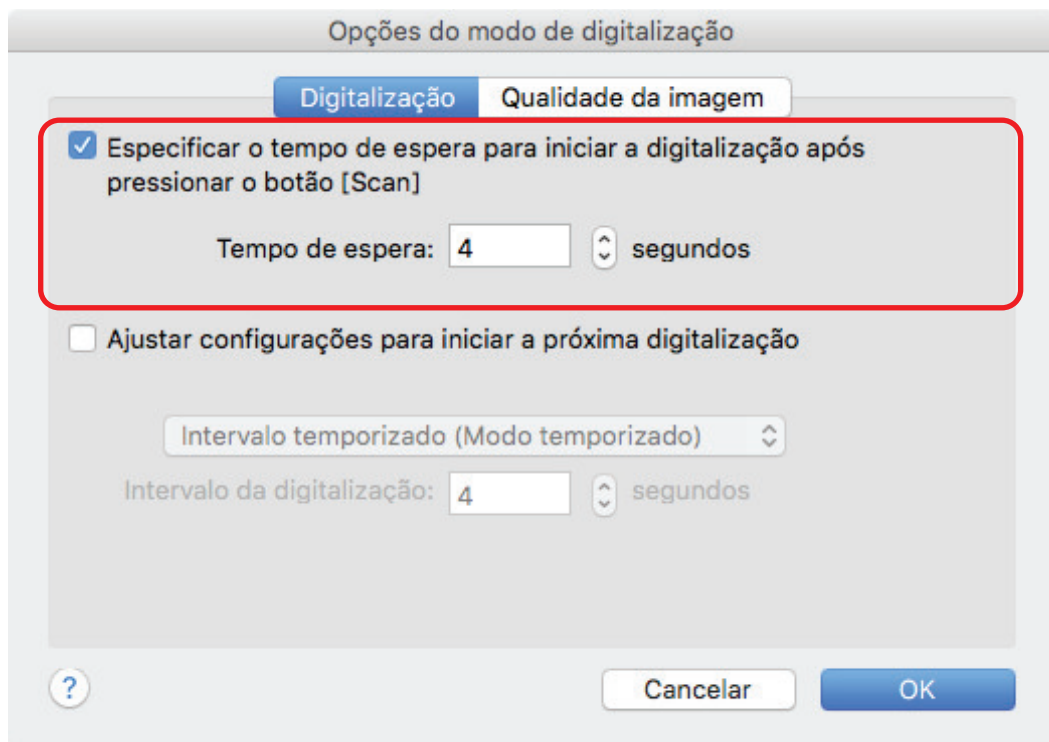 Opções do modo de digitalização
Digitalização Qualidade da imagem
Especificar o tempo de espera para iniciar a digitalização após
pressionar o botão [Scan]
Tempo de espera: 4 segundos
Ajustar configurações para iniciar a próxima digitalização
Intervalo temporizado (Modo temporizado)
Intervalo da digitalização: 4 segundos
? Cancelar OK